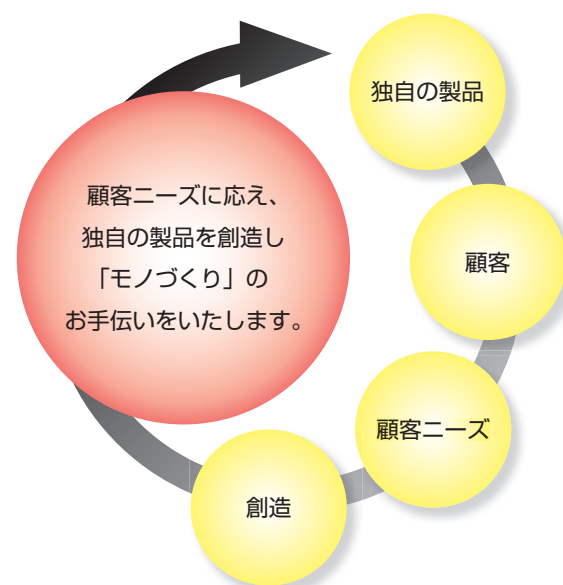 顧客ニーズに応え、
独自の製品を創造し
「モノづくり」の
お手伝いをいたします。
独自の製品
顧客
顧客ニーズ
創造